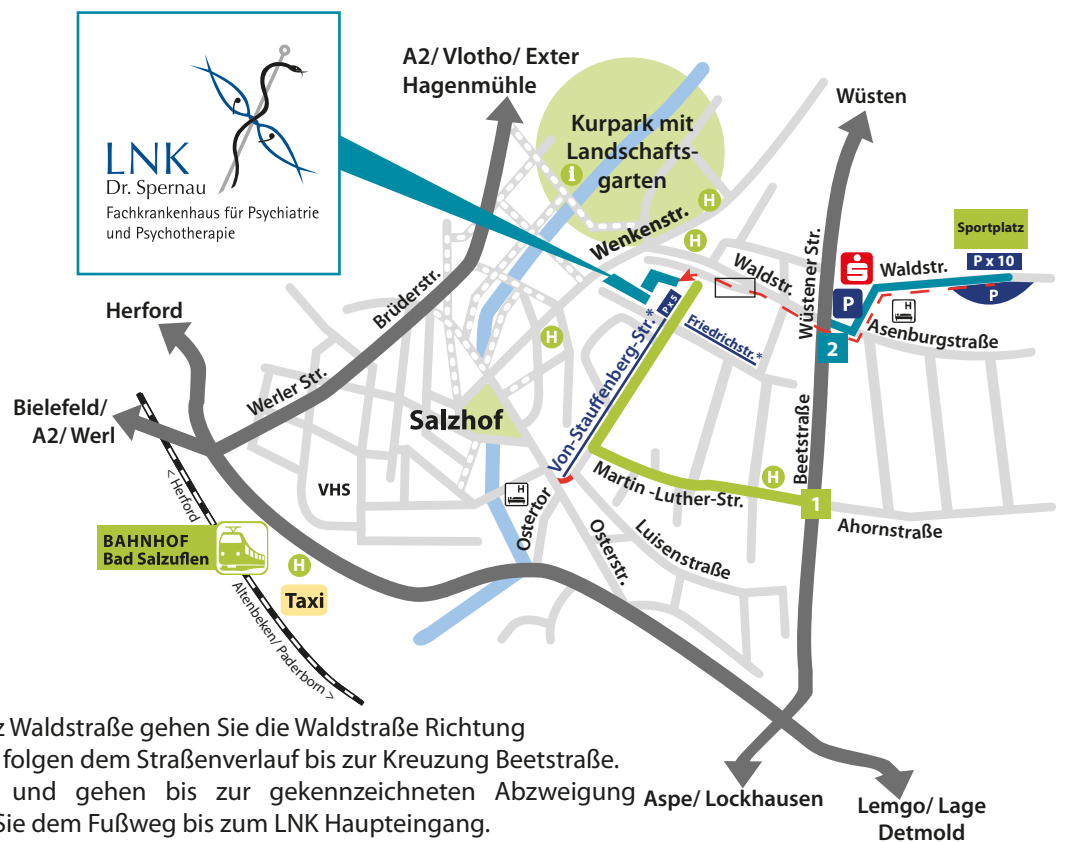 LNK
Dr. Spernau
Fachkrankenhaus für Psychiatrie
und Psychotherapie
A2/ Vlotho/ Exter
Hagenmühle
Kurpark mit
Landschafts-
garten
i
H
Wenkenstr.
H
Wüsten
Wüstener Str.
Waldstr.
Waldstr.
Sportplatz
P x 10
P
P
H
Asenburgstraße
2
Herford
Brüderstr.
Werler Str.
Bielefeld/
A2/ Werl
H
P x 5
Von-Stauffenberg-Str.*
Friedrichstr.*
Salzhof
Beetstraße
H
Martin -Luther-Str.
1
Ahornstraße
VHS
H
Ostertor
Osterstr.
Luisenstraße
< Herford
BAHNHOF
Bad Salzuflen
H
Taxi
Altenbeken/ Paderborn >
z Waldstraße gehen Sie die Waldstraße Richtung
folgen dem Straßenverlauf bis zur Kreuzung Beetstraße.
und gehen bis zur gekennzeichneten Abzweigung
Sie dem Fußweg bis zum LNK Haupteingang.
Aspe/ Lockhausen
Lemgo/ Lage
Detmold